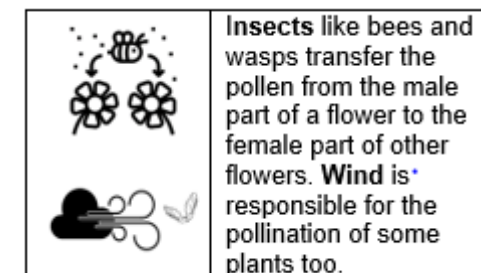 Insects like bees and
wasps transfer the
pollen from the male
part of a flower to the
female part of other
flowers. Wind is
responsible for the
pollination of some
plants too.